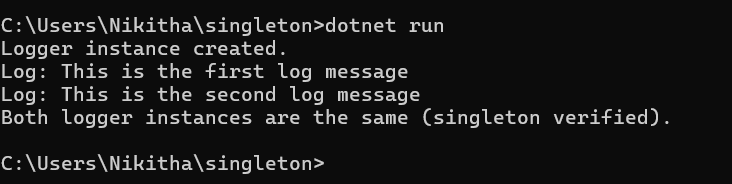 C:\Users\Nikitha\singleton>dotnet run
Logger instance created.
Log: This is the first log message
Log: This is the second log message
Both logger instances are the same (singleton verified).
C:\Users\Nikitha\singleton>